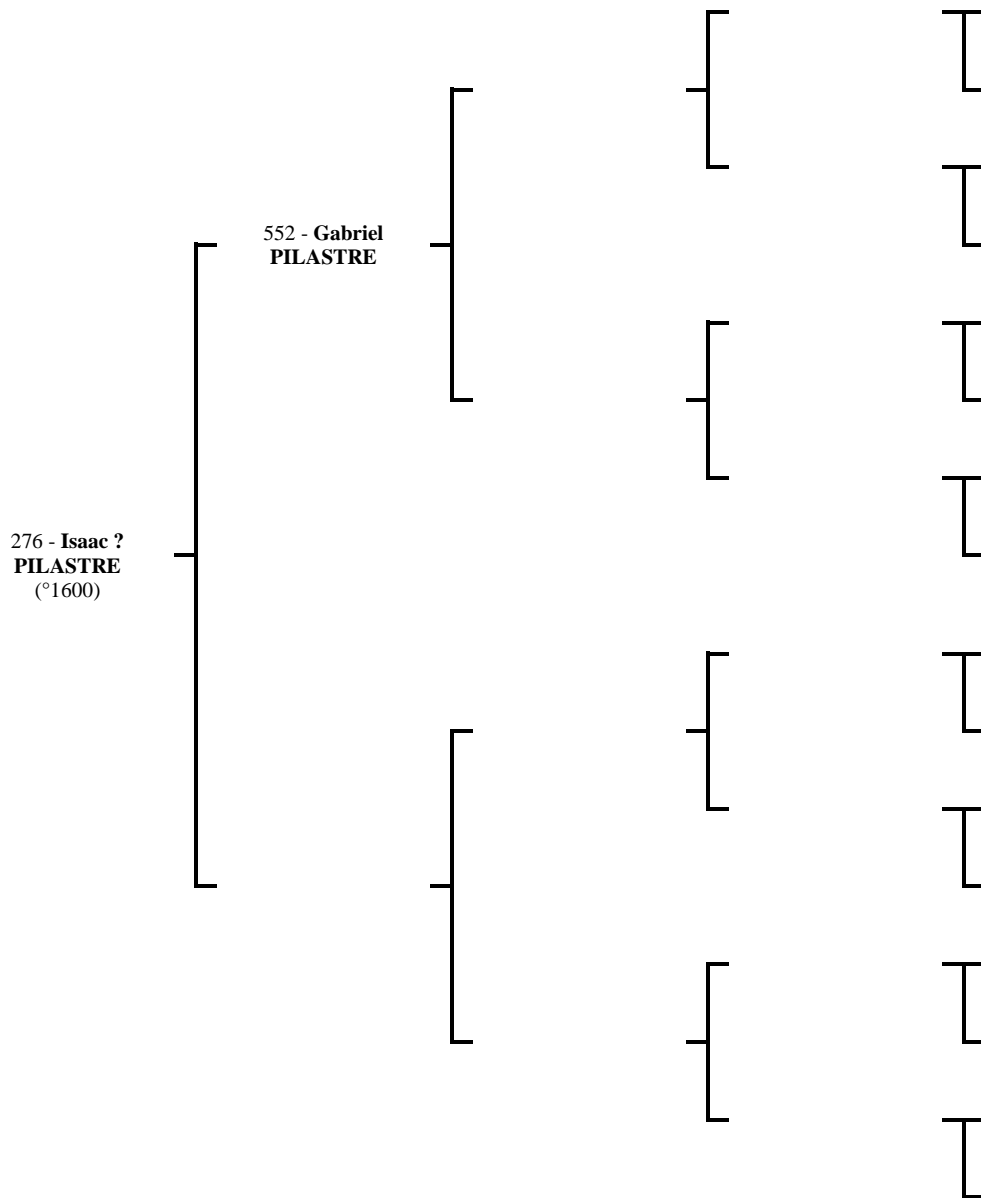 552 - Gabriel
PILASTRE
276 - Isaac ?
PILASTRE
(°1600)